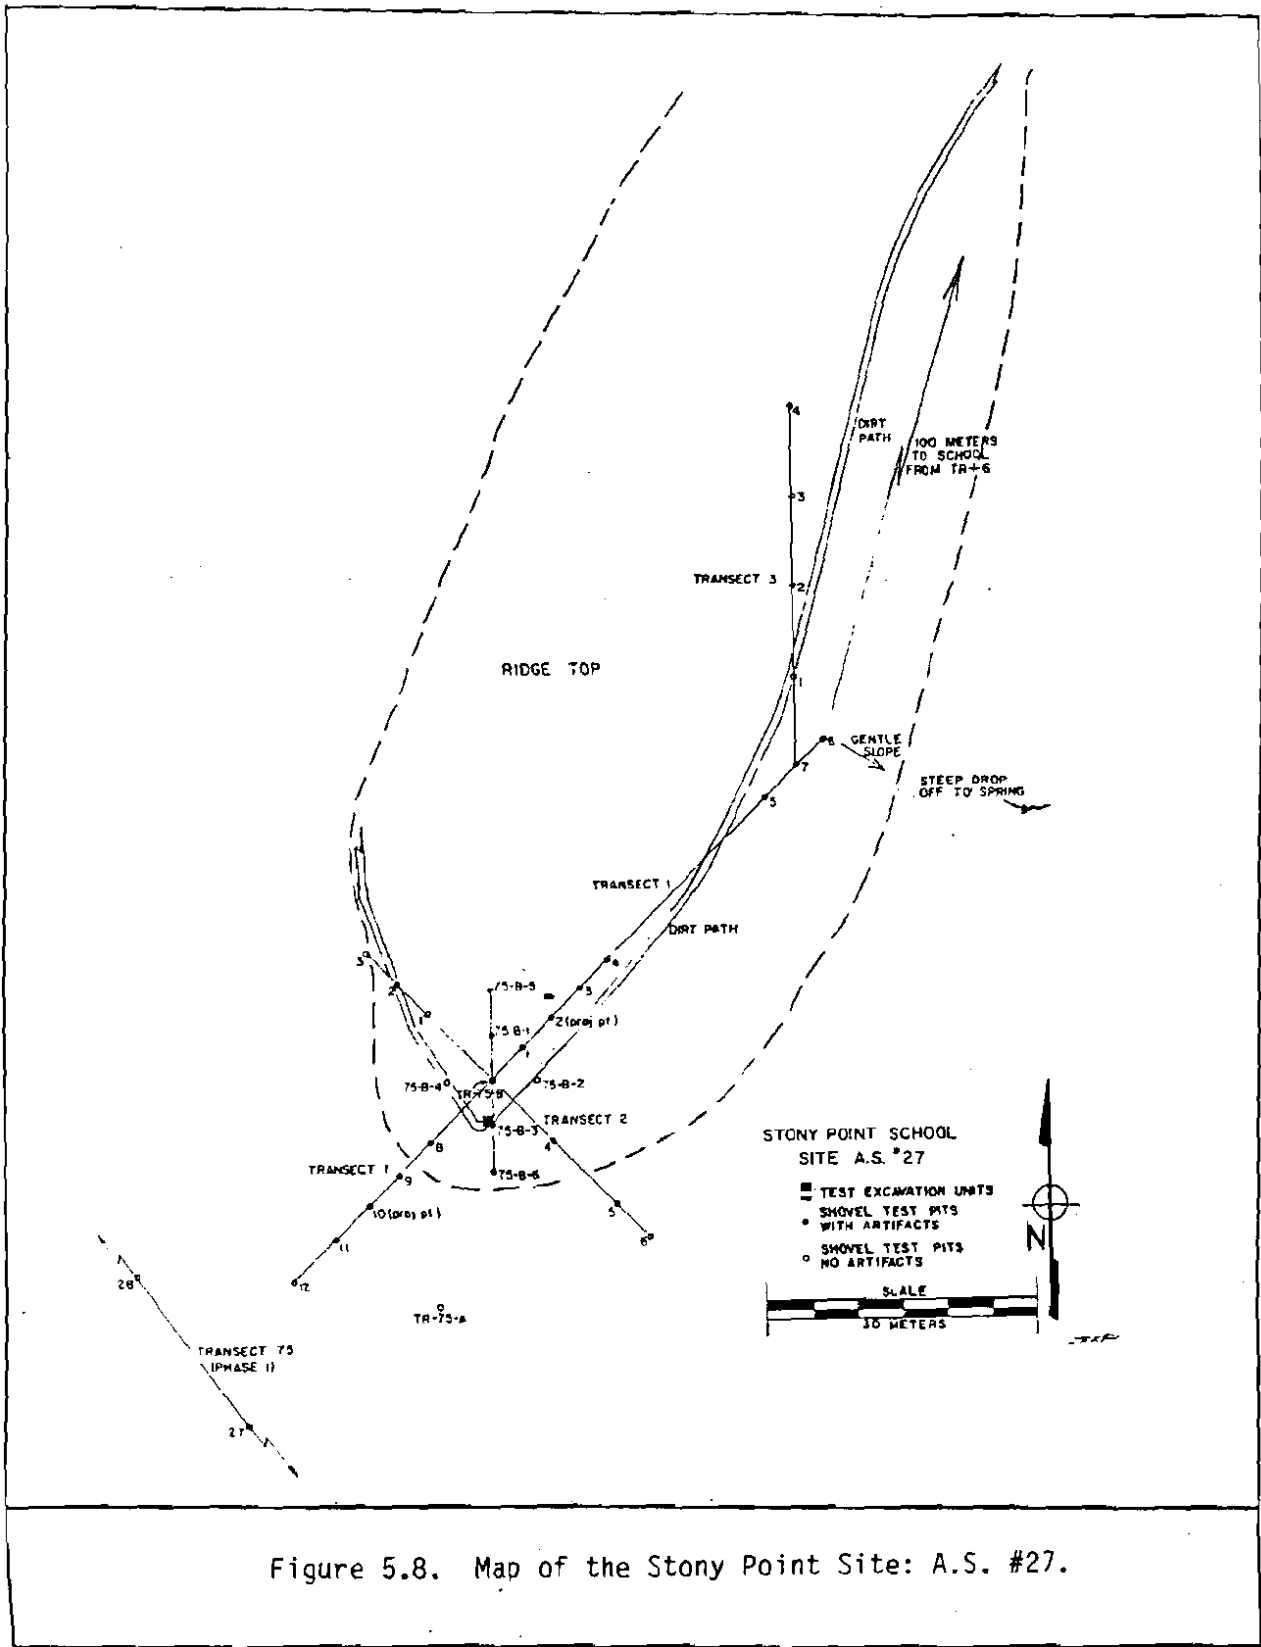 4
DIRT
PATH
100 METERS
TO SCHOOL
FROM TR-1-6
3
TRANSECT 3
2
RIDGE TOP
1
6
GENTLE
SLOPE
7
STEEP DROP
OFF TO SPRING
5
TRANSECT 1
DIRT PATH
3
4
2
75-B-5
3
1
2(proj pt)
75-B-1
1
75-B-4
TR-75-B
75-B-2
75-B-3
TRANSECT 2
8
4
TRANSECT 1
9
75-B-6
10(proj pt)
5
11
6
12
28
TR-75-A
TRANSECT 75
(PHASE 1)
27
STONY POINT SCHOOL
SITE A.S. #27
TEST EXCAVATION UNITS
SHOVEL TEST PITS
WITH ARTIFACTS
SHOVEL TEST PITS
NO ARTIFACTS
N
SCALE
30 METERS
Figure 5.8. Map of the Stony Point Site: A.S. #27.